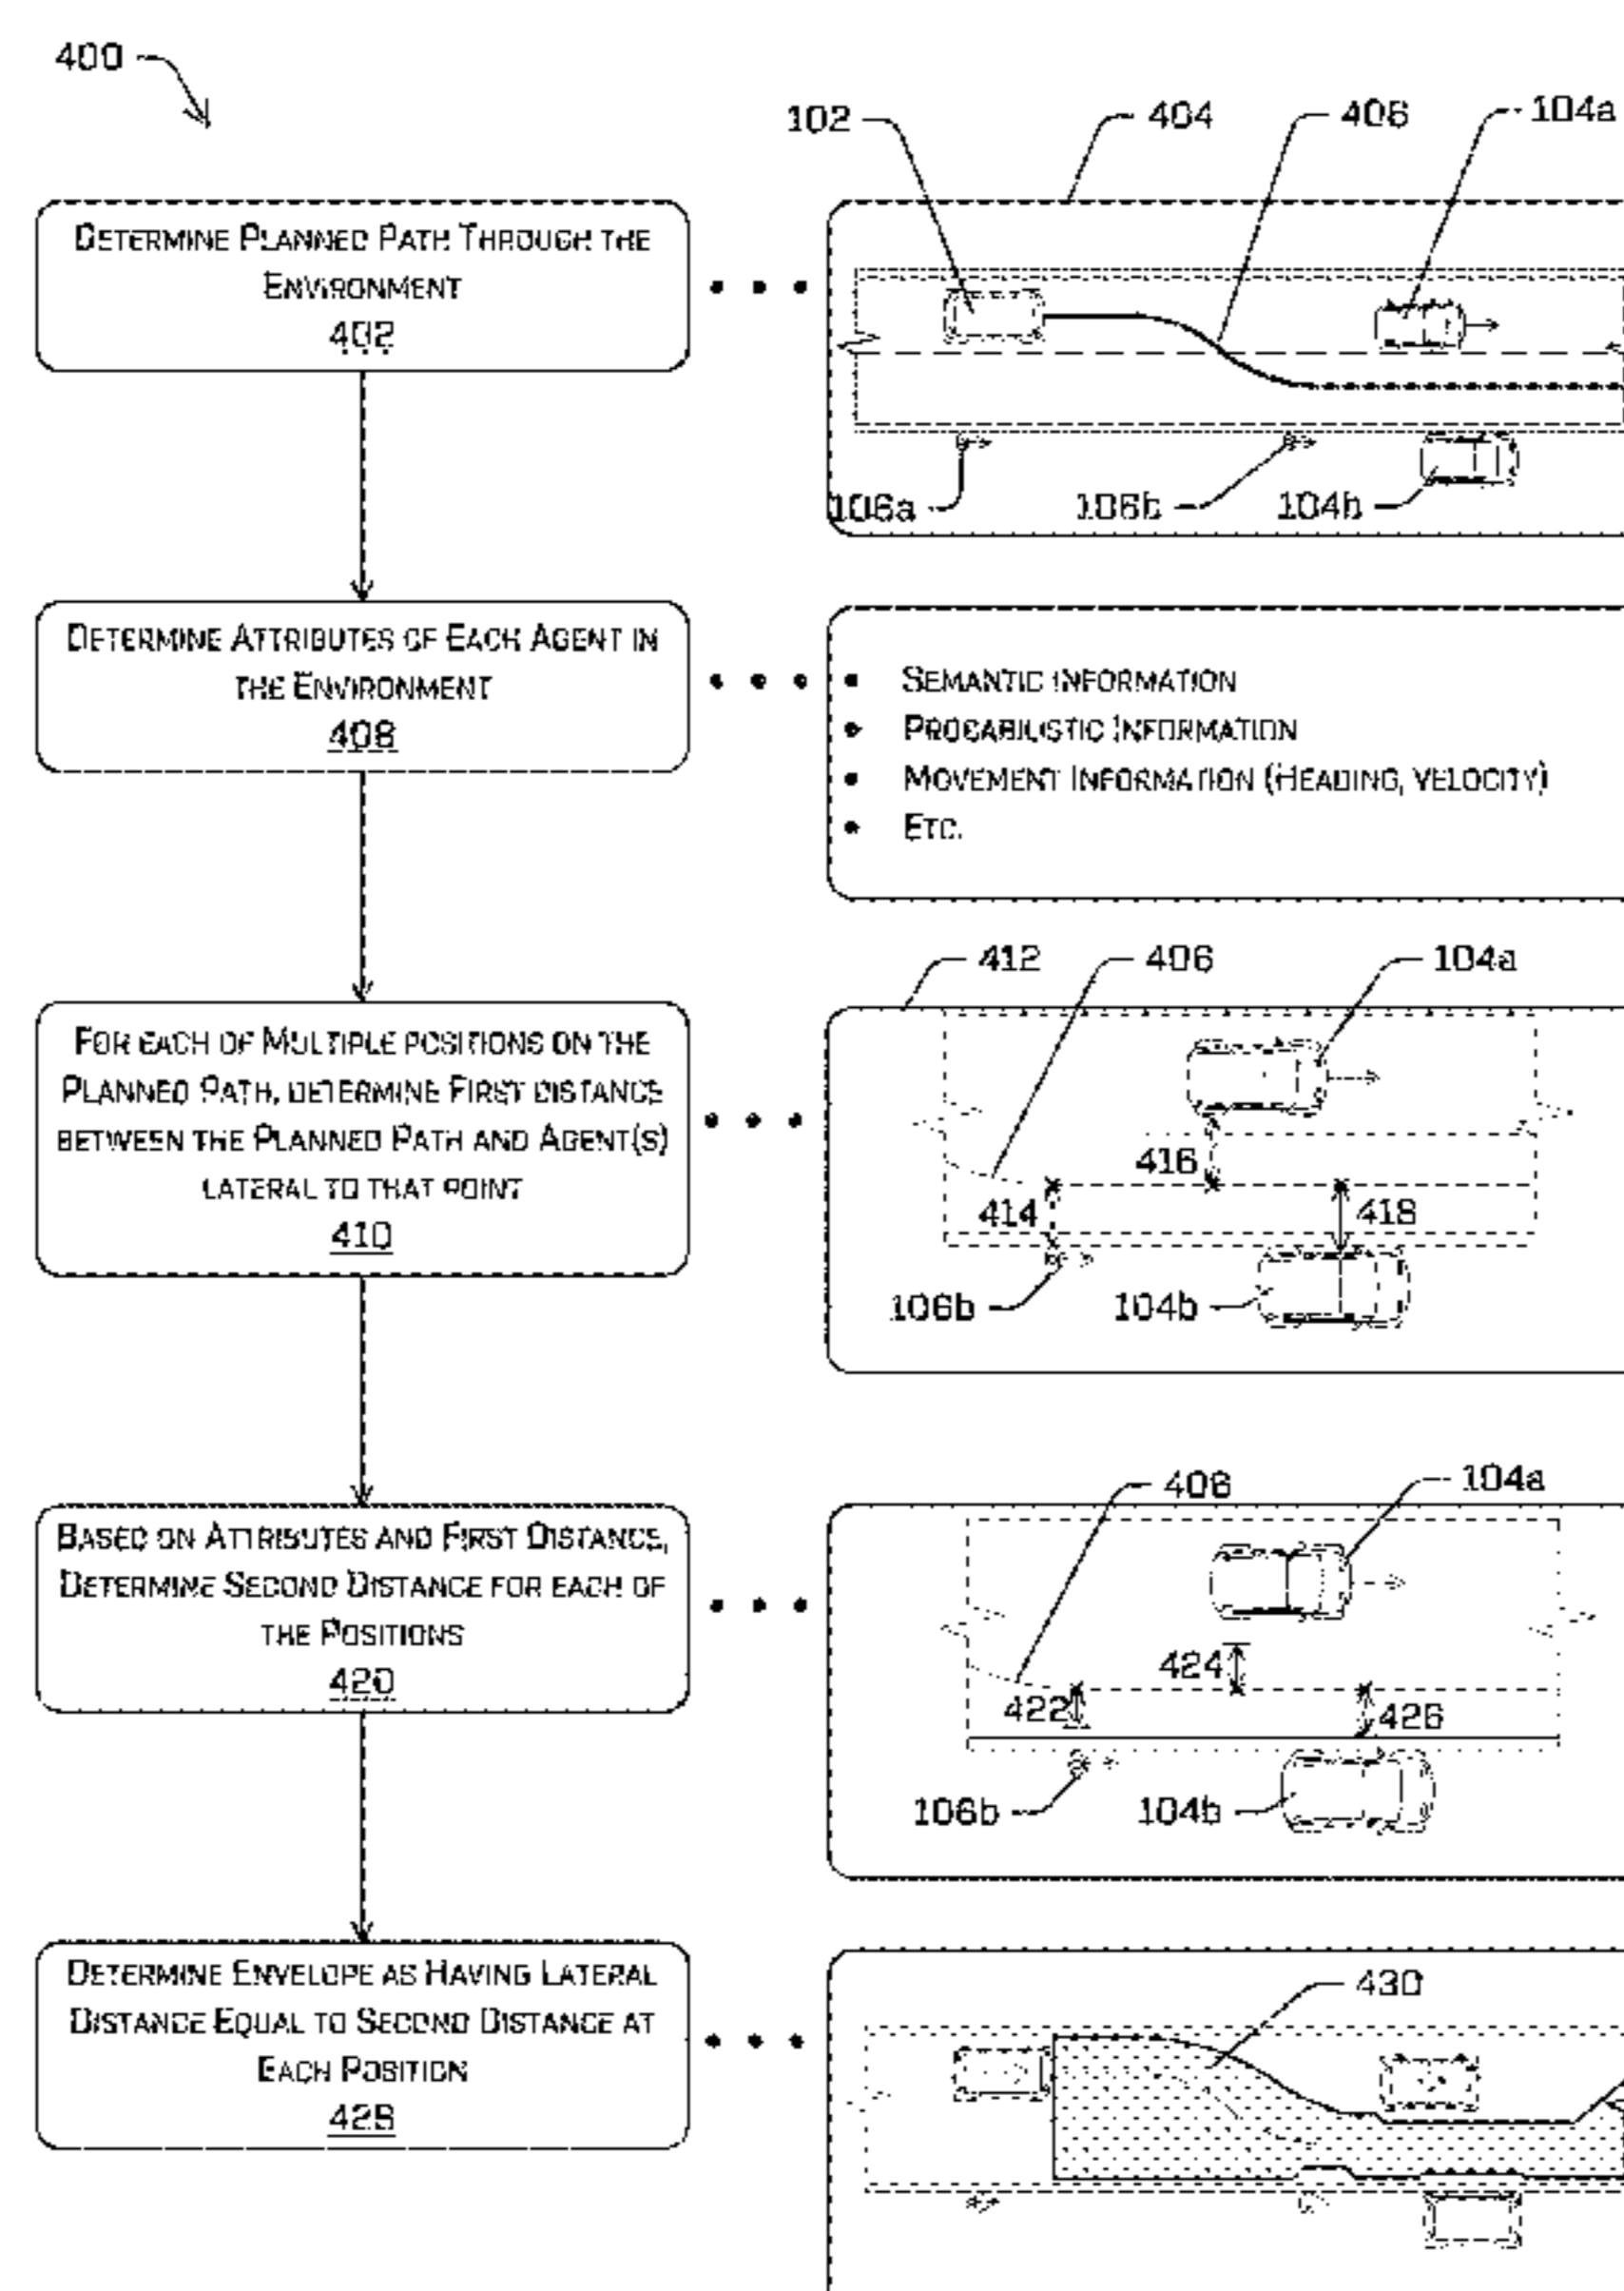 400
102
404
406
104a
DETERMINE PLANNED PATH THROUGH THE
ENVIRONMENT
402
106a
106b
104b
DETERMINE ATTRIBUTES OF EACH AGENT IN
THE ENVIRONMENT
408
• SEMANTIC INFORMATION
• PROBABILISTIC INFORMATION
• MOVEMENT INFORMATION (HEADING, VELOCITY)
• ETC.
412
406
104a
FOR EACH OF MULTIPLE POSITIONS ON THE
PLANNED PATH, DETERMINE FIRST DISTANCE
BETWEEN THE PLANNED PATH AND AGENT(S)
LATERAL TO THAT POINT
410
416
414
418
106b
104b
406
104a
BASED ON ATTRIBUTES AND FIRST DISTANCE,
DETERMINE SECOND DISTANCE FOR EACH OF
THE POSITIONS
420
424
422
426
106b
104b
DETERMINE ENVELOPE AS HAVING LATERAL
DISTANCE EQUAL TO SECOND DISTANCE AT
EACH POSITION
428
430